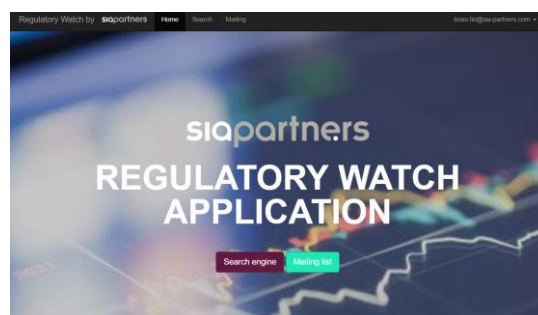 Regulatory Watch by siapartners Home Search Mailing brian.lin@sia-partners.com
siapartners
REGULATORY WATCH
APPLICATION
Search engine Mailing list